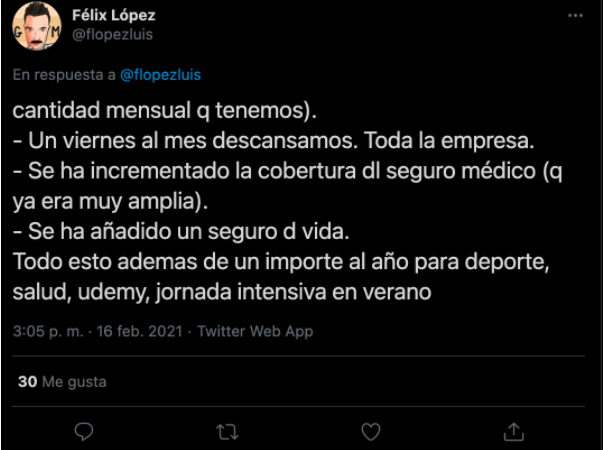 Félix López
@flopezluis
En respuesta a @flopezluis
cantidad mensual q tenemos).
- Un viernes al mes descansamos. Toda la empresa.
- Se ha incrementado la cobertura dl seguro médico (q
ya era muy amplia).
- Se ha añadido un seguro d vida.
Todo esto ademas de un importe al año para deporte,
salud, udemy, jornada intensiva en verano
3:05 p. m. · 16 feb. 2021 · Twitter Web App
30 Me gusta